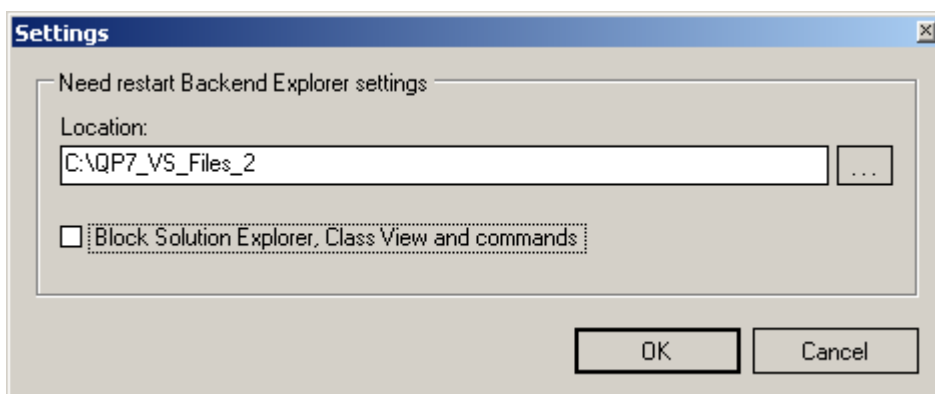 Settings
Need restart Backend Explorer settings
Location:
C:\QP7_VS_Files_2
...
Block Solution Explorer, Class View and commands
OK
Cancel